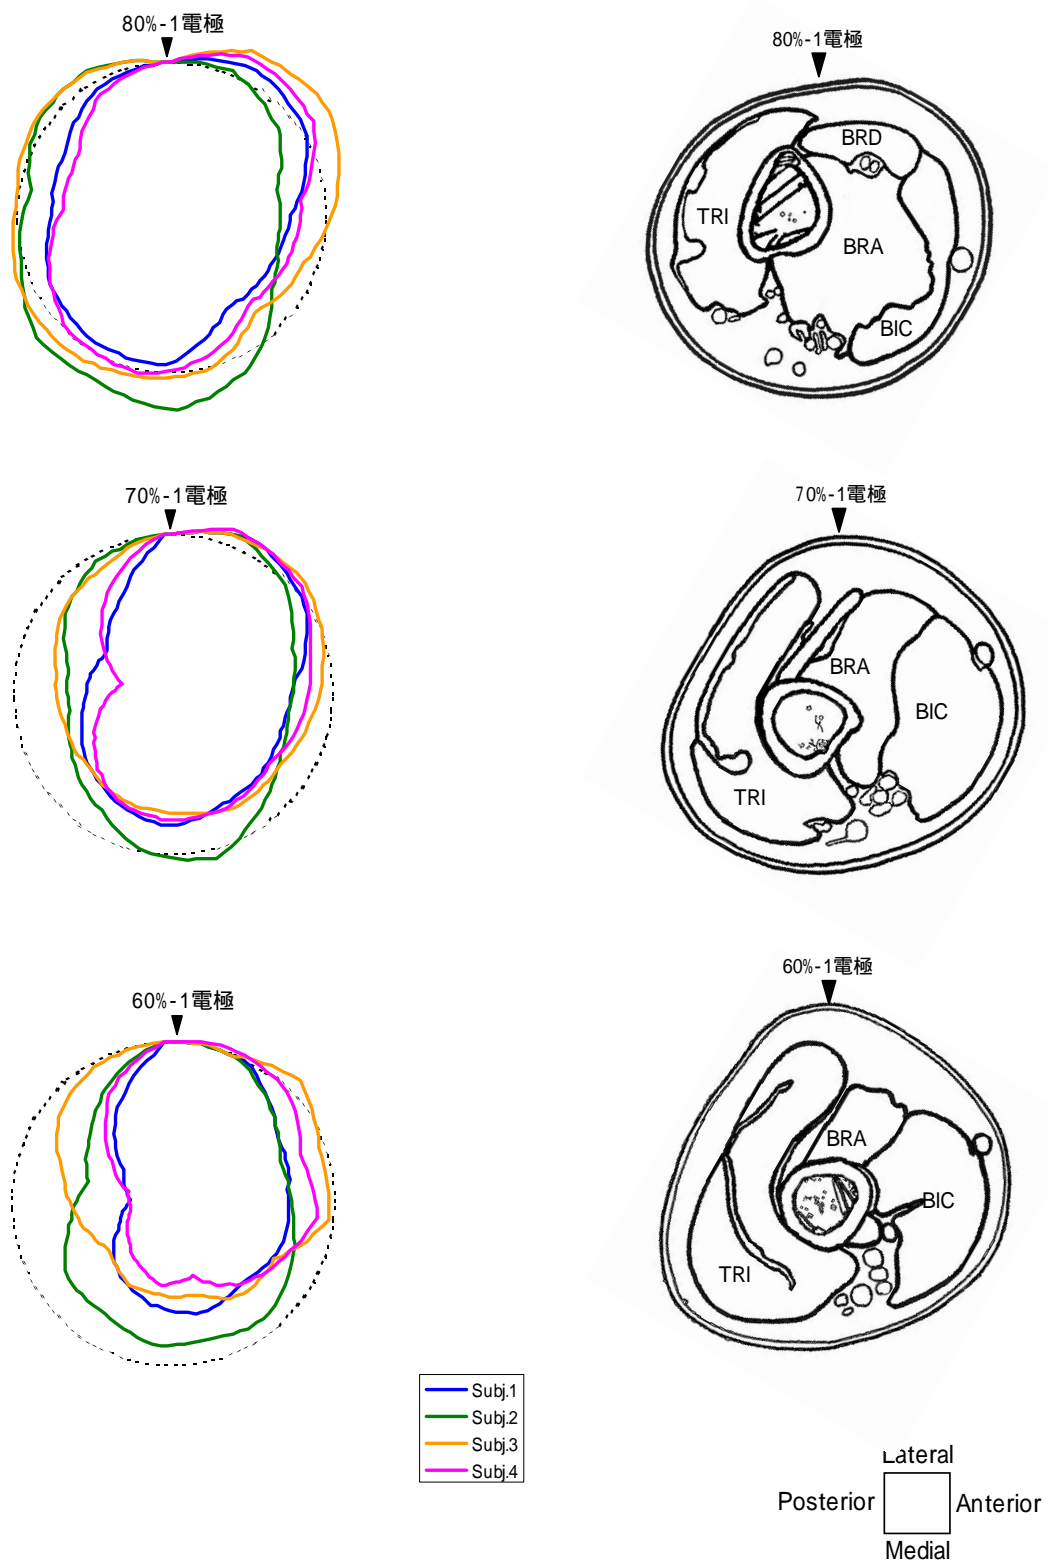 80%-1電極
80%-1電極
BRD
TRI
BRA
BIC
70%-1電極
70%-1電極
BRA
BIC
TRI
60%-1電極
60%-1電極
BRA
BIC
TRI
Subj.1
Subj.2
Subj.3
Subj.4
Lateral
Posterior
Anterior
Medial